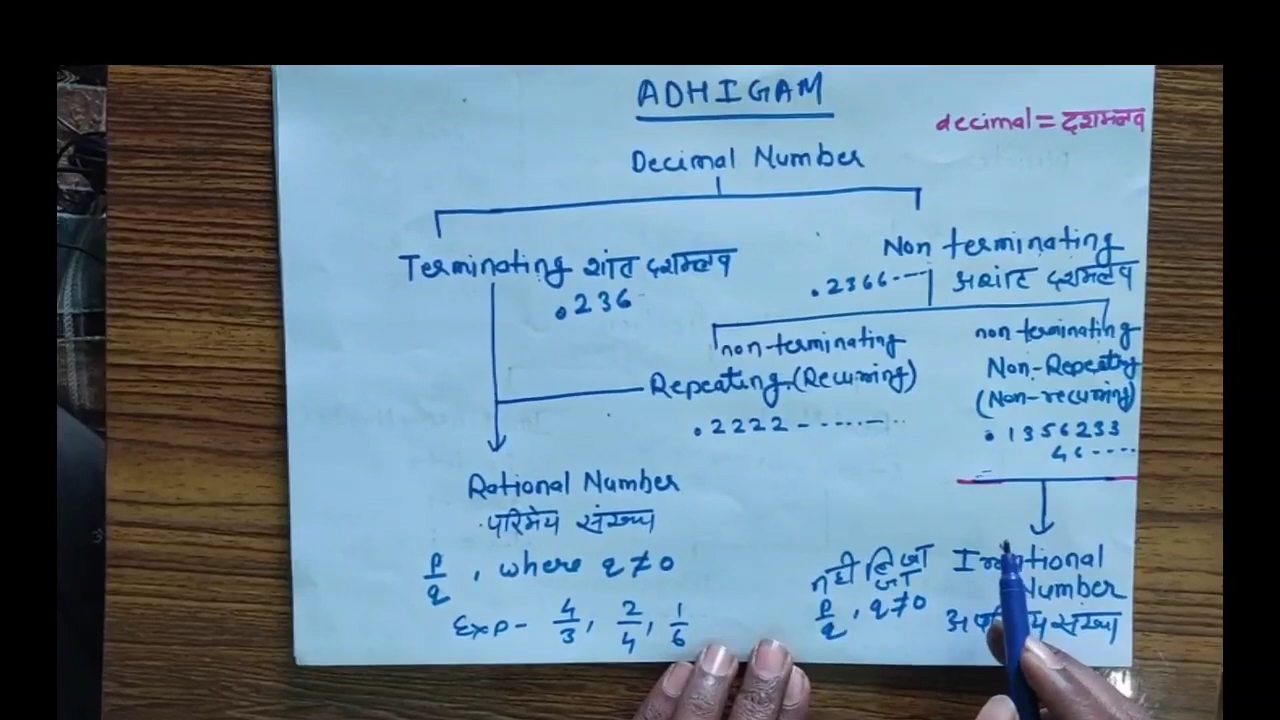 ADHIGAM
decimal = दशमलव
Decimal Number
Terminating शांत दशमलव
.236
Non terminating
.2366---- अशांत दशमलव
non-terminating
Repeating (Recurring)
.2222-.....—..
non terminating
Non-Repeating
(Non-recurring)
.1356233
46----
Rational Number
परिमेय संख्या
p/q, where q≠0
Exp- 4/3, 2/4, 1/6
p/q, q≠0
Irrational
Number
संख्या